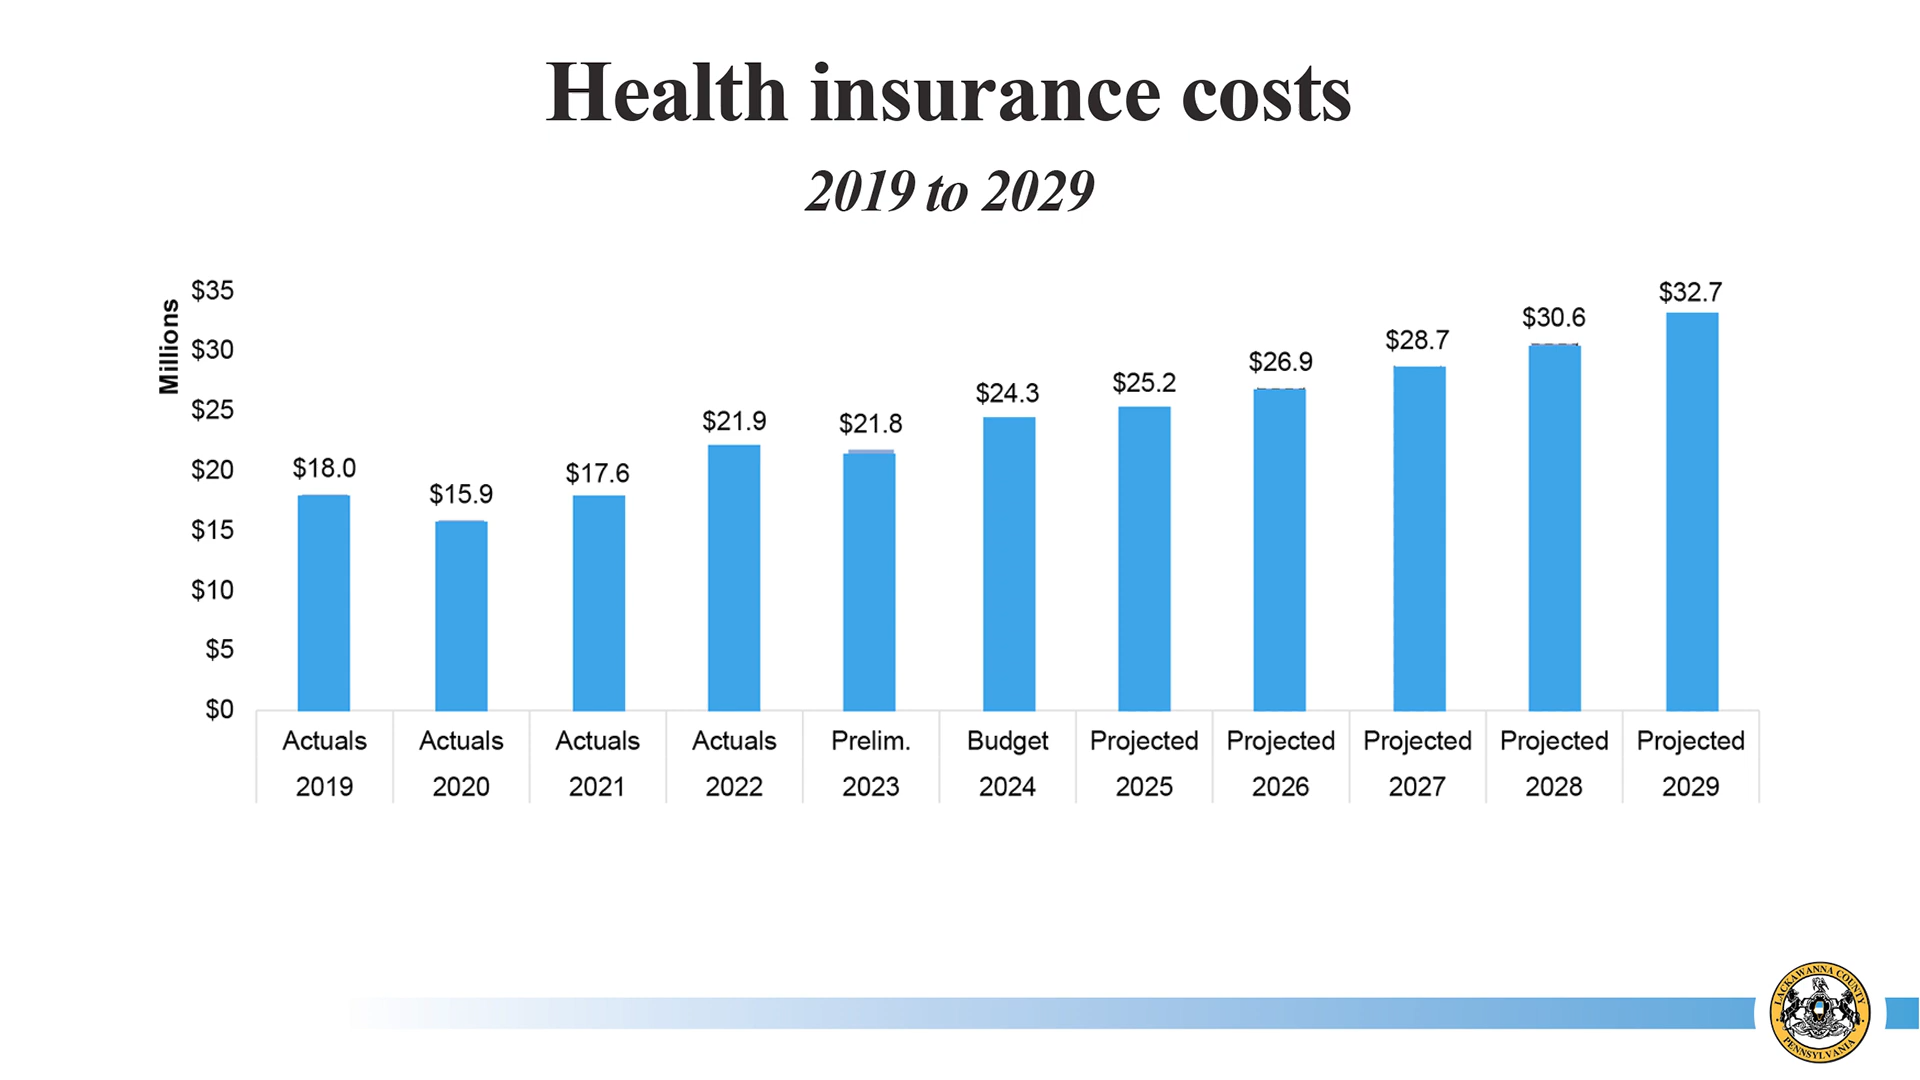 Health insurance costs
2019 to 2029
Millions
$35
$30
$25
$20
$15
$10
$5
$0
$18.0
$15.9
$17.6
$21.9
$21.8
$24.3
$25.2
$26.9
$28.7
$30.6
$32.7
Actuals Actuals Actuals Actuals Prelim. Budget Projected Projected Projected Projected Projected
2019 2020 2021 2022 2023 2024 2025 2026 2027 2028 2029
LACKAWANNA COUNTY
PENNSYLVANIA